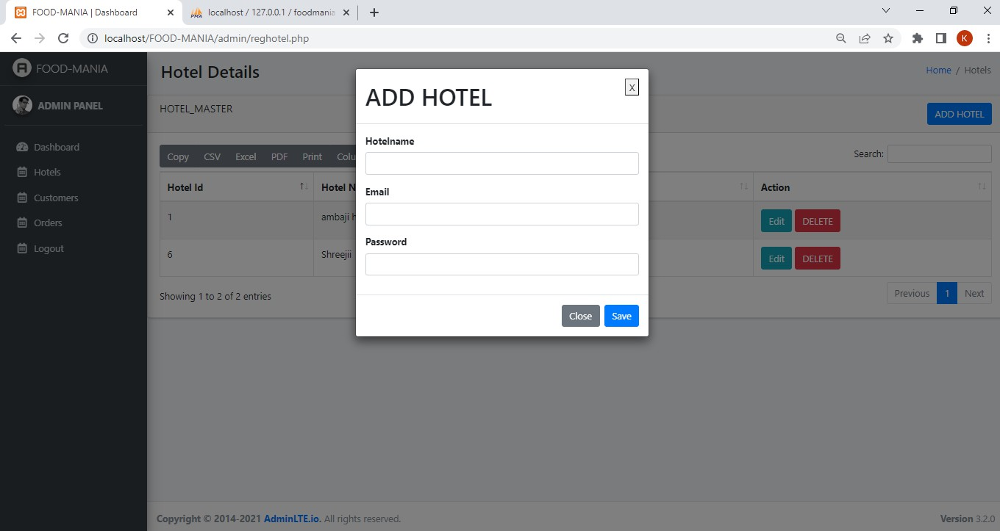 FOOD-MANIA | Dashboard
localhost / 127.0.0.1 / foodmania
localhost/FOOD-MANIA/admin/reghotel.php
K
FOOD-MANIA
Hotel Details
Home / Hotels
ADMIN PANEL
HOTEL_MASTER
ADD HOTEL
Dashboard
Hotels
Customers
Orders
Logout
ADD HOTEL
X
Hotelname
Email
Password
Close
Save
Copy CSV Excel PDF Print Colu
Search:
Hotel Id Hotel N Action
1 ambaji h Edit DELETE
6 Shreejii Edit DELETE
Showing 1 to 2 of 2 entries
Previous 1 Next
Copyright © 2014-2021 AdminLTE.io. All rights reserved.
Version 3.2.0